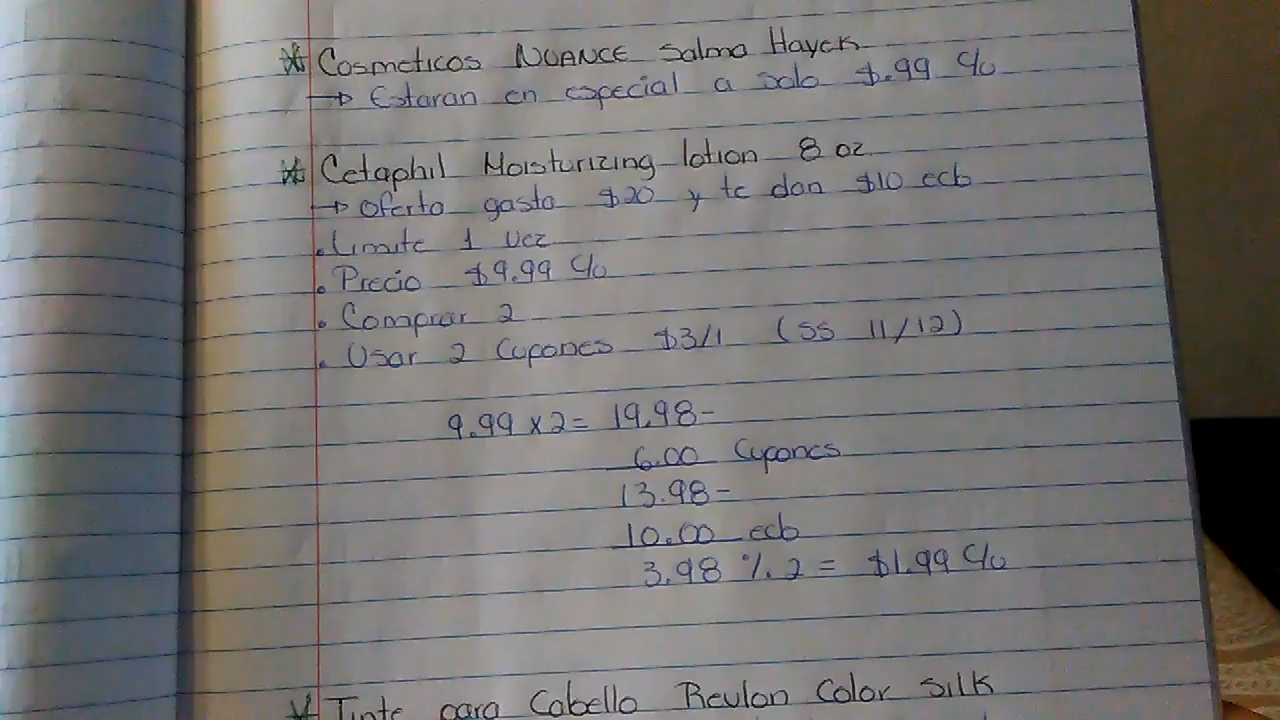 * Cosmeticos NUANCE Salma Hayek
→ Estaran en especial a solo $.99 c/u
* Cetaphil Moisturizing lotion 8 oz
→ Oferta gasta $20 y te dan $10 ecb
. Limite 1 vez
. Precio $9.99 c/u
. Comprar 2
. Usar 2 Cupones $3/1 (SS 11/12)
9.99 x 2 = 19.98 -
6.00 Cupones
13.98 -
10.00 ecb
3.98 % 2 = $1.99 c/u
* Tinte para Cabello Revlon Color Silk